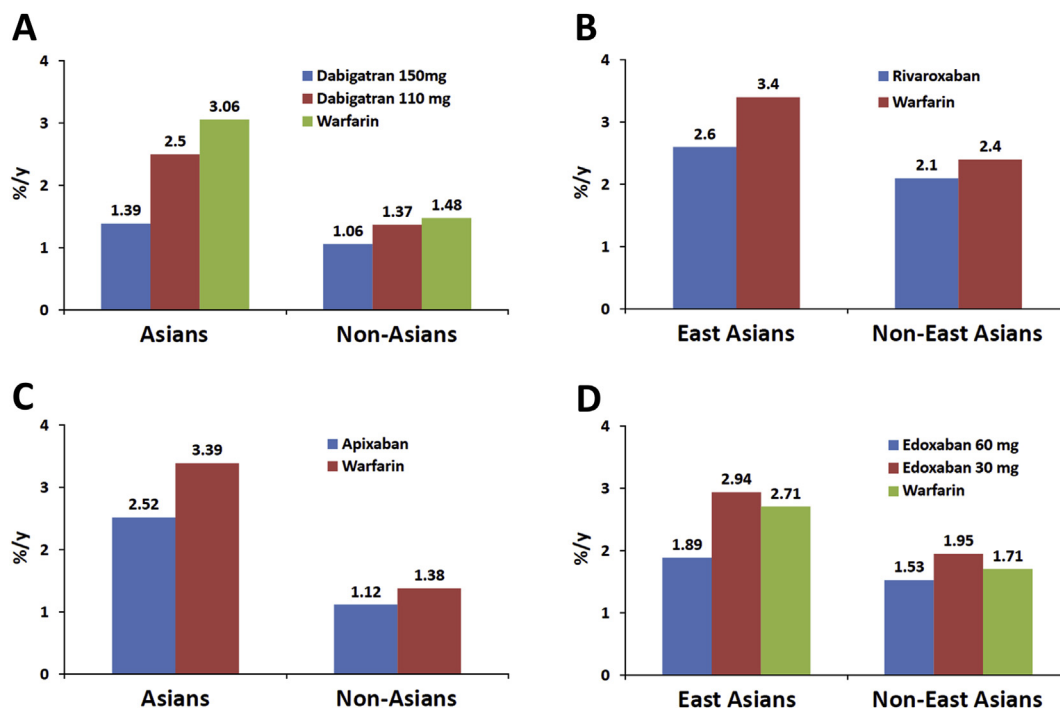 A
%/y
4
3
2
1
0
Dabigatran 150mg
Dabigatran 110 mg
Warfarin
1.39
2.5
3.06
1.06
1.37
1.48
Asians
Non-Asians
B
%/y
4
3
2
1
0
Rivaroxaban
Warfarin
2.6
3.4
2.1
2.4
East Asians
Non-East Asians
C
%/y
4
3
2
1
0
Apixaban
Warfarin
2.52
3.39
1.12
1.38
Asians
Non-Asians
D
%/y
4
3
2
1
0
Edoxaban 60 mg
Edoxaban 30 mg
Warfarin
1.89
2.94
2.71
1.53
1.95
1.71
East Asians
Non-East Asians